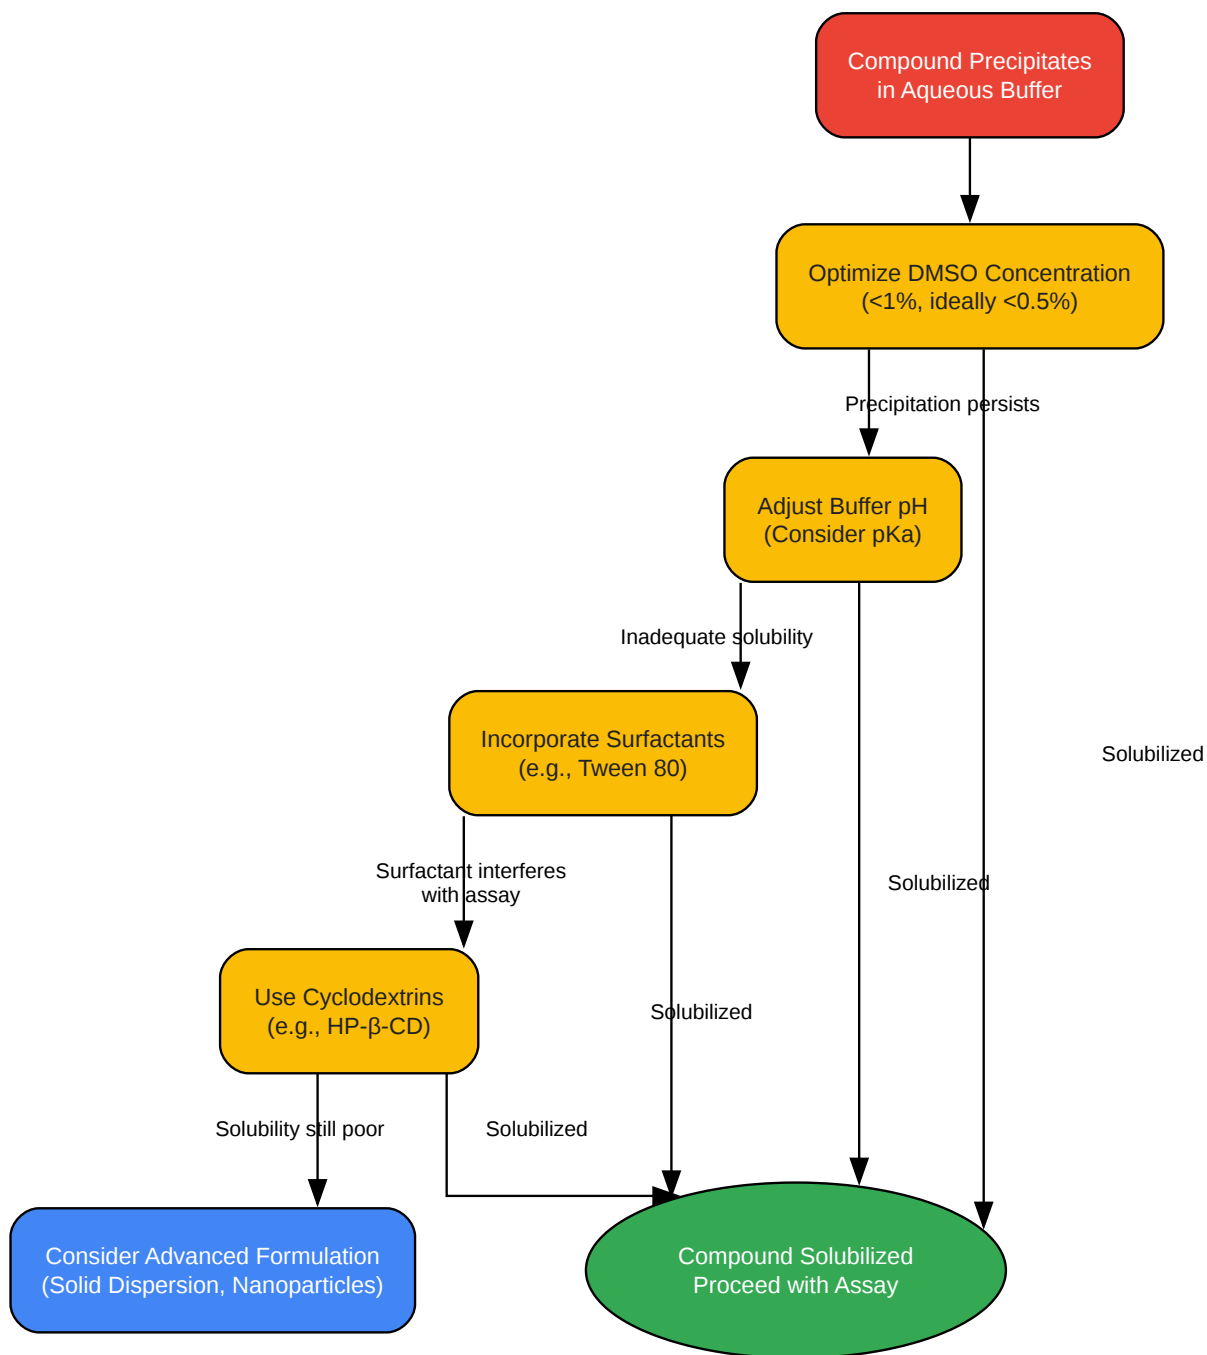 Compound Precipitates
in Aqueous Buffer
Optimize DMSO Concentration
(<1%, ideally <0.5%)
Precipitation persists
Adjust Buffer pH
(Consider pKa)
Inadequate solubility
Incorporate Surfactants
(e.g., Tween 80)
Solubilized
Surfactant interferes
with assay
Solubilized
Use Cyclodextrins
(e.g., HP-β-CD)
Solubilized
Solubility still poor
Solubilized
Consider Advanced Formulation
(Solid Dispersion, Nanoparticles)
Compound Solubilized
Proceed with Assay